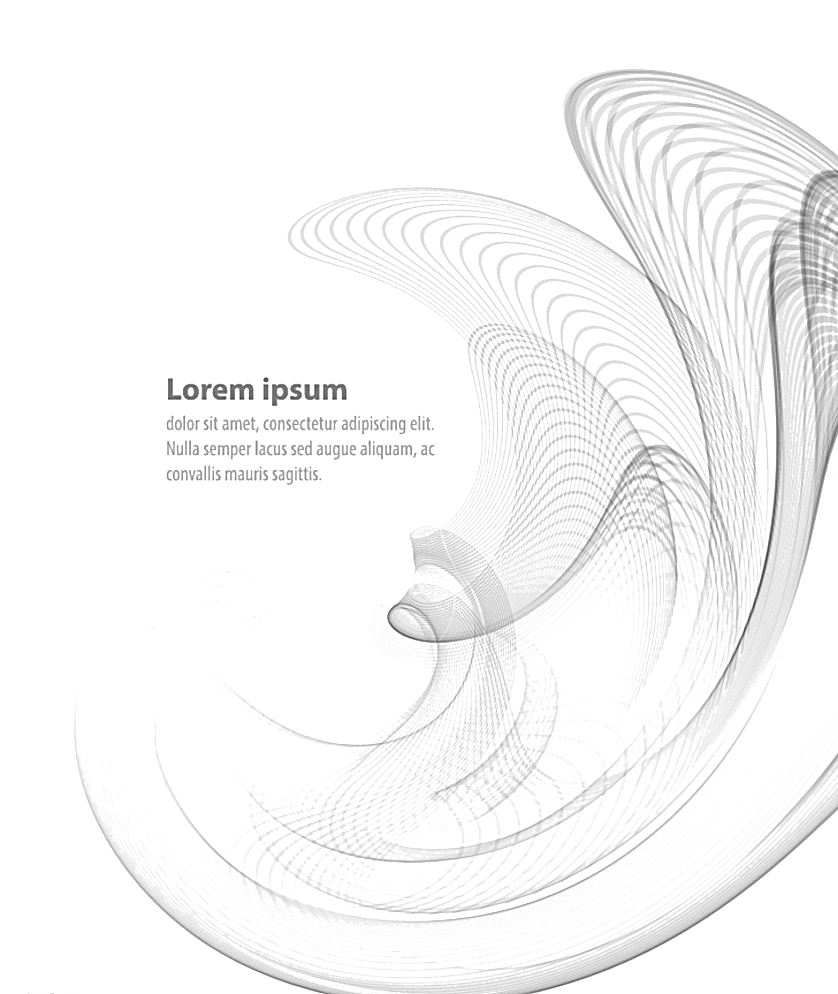 Lorem ipsum
dolor sit amet, consectetur adipiscing elit.
Nulla semper lacus sed augue aliquam, ac
convallis mauris sagittis.